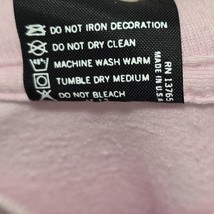 DO NOT IRON DECORATION
DO NOT DRY CLEAN
MACHINE WASH WARM
TUMBLE DRY MEDIUM
DO NOT BLEACH
RN 13765
MADE IN U.S.A.